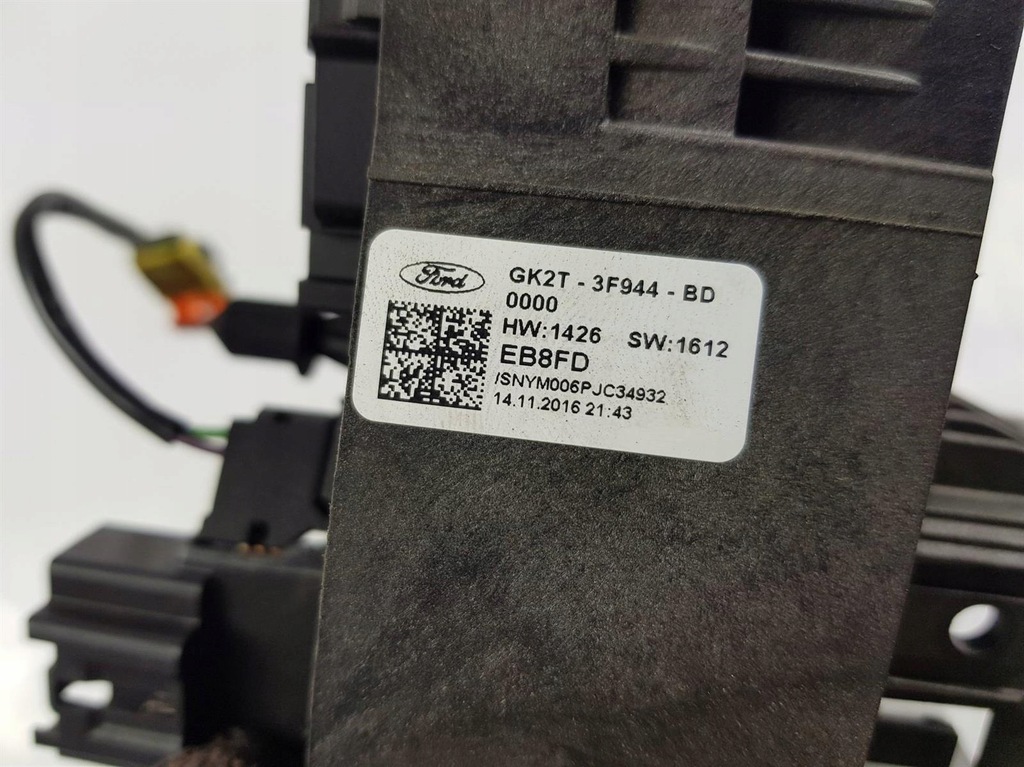 Ford
GK2T - 3F944 - BD
0000
HW:1426 SW:1612
EB8FD
/SNYM006PJC34932
14.11.2016 21:43